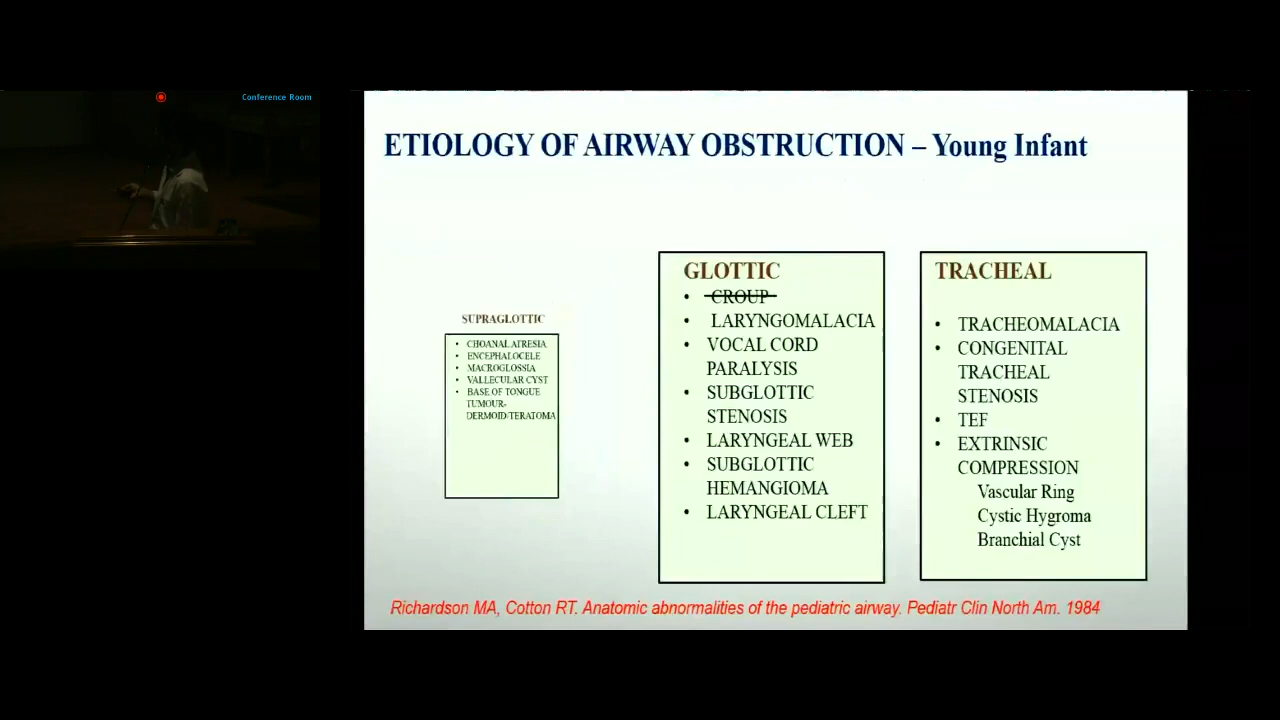 Conference Room
ETIOLOGY OF AIRWAY OBSTRUCTION – Young Infant
SUPRAGLOTTIC
• CHOANAL ATRESIA
• ENCEPHALOCELE
• MACROGLOSSIA
• VALLECULAR CYST
• BASE OF TONGUE
TUMOUR-
DERMOID/TERATOMA
GLOTTIC
• CROUP
• LARYNGOMALACIA
• VOCAL CORD
PARALYSIS
• SUBGLOTTIC
STENOSIS
• LARYNGEAL WEB
• SUBGLOTTIC
HEMANGIOMA
• LARYNGEAL CLEFT
TRACHEAL
• TRACHEOMALACIA
• CONGENITAL
TRACHEAL
STENOSIS
• TEF
• EXTRINSIC
COMPRESSION
Vascular Ring
Cystic Hygroma
Branchial Cyst
Richardson MA, Cotton RT. Anatomic abnormalities of the pediatric airway. Pediatr Clin North Am. 1984